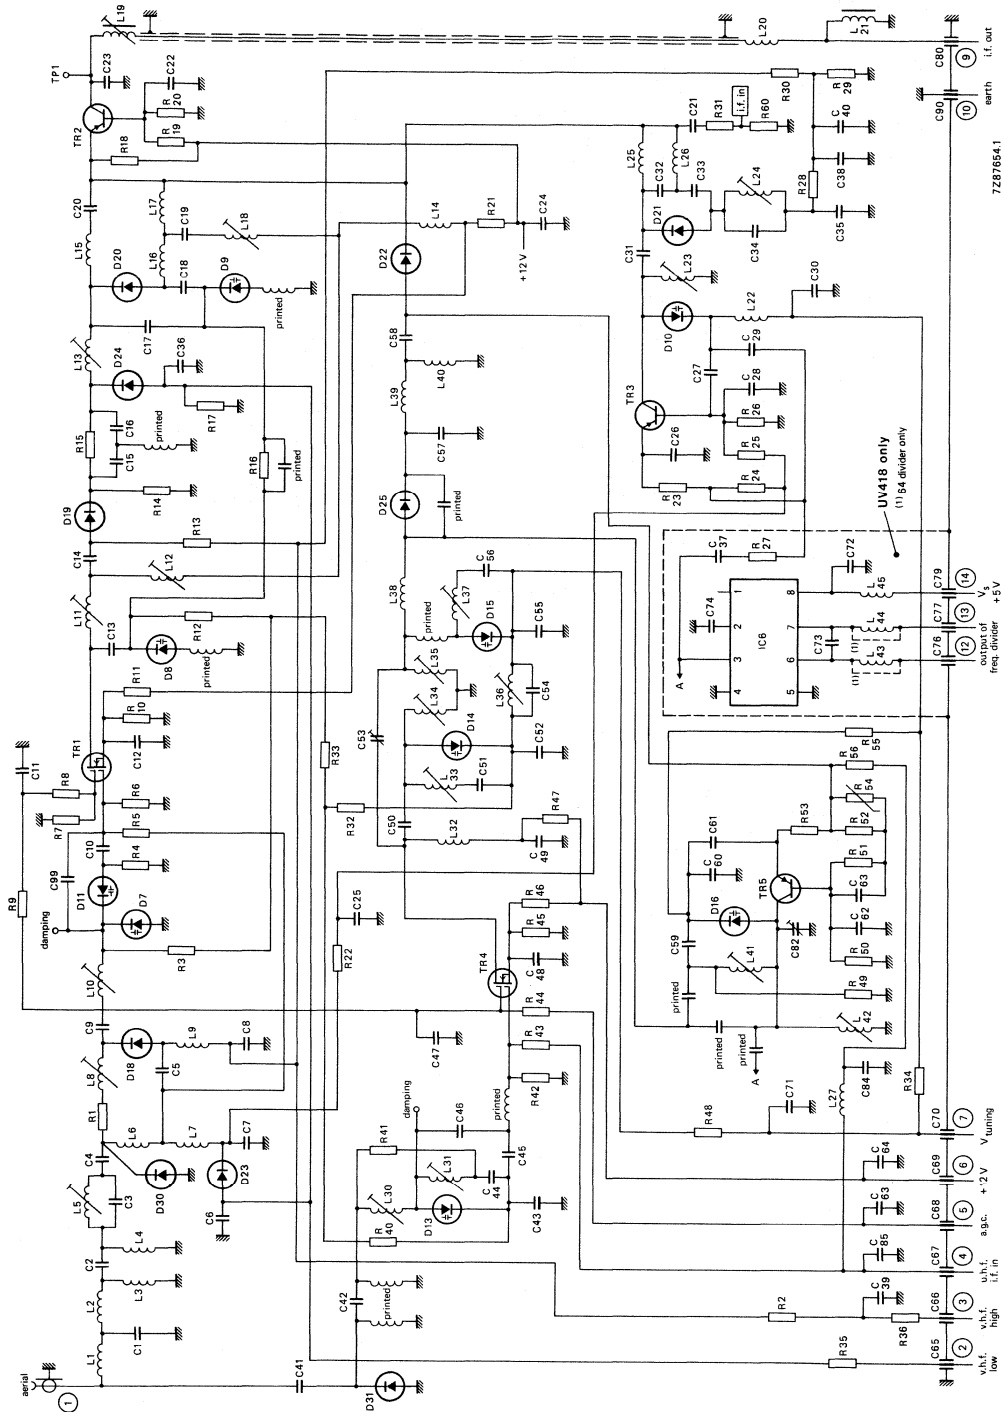 aerial
1
L1
C1
L2
L3
C2
L4
L5
C3
C4
R1
L8
C9
L10
D30
L6
L7
D18
C5
L9
C8
D23
C7
C6
R3
damping
D7
D11
C99
R4
C10
R5
R6
R9
R7
R8
C11
TR1
C12
R10
R11
C13
D8
printed
R12
L11
L12
C14
R13
D19
R14
R15
C15
C16
printed
D24
C36
R17
R16
printed
L13
C17
D20
C18
D9
printed
L15
L16
L17
C19
L18
C20
R18
TR2
R19
R20
C22
C23
TP1
L19
C41
D31
C42
printed
R40
L30
R41
D13
L31
C44
C43
C45
C46
damping
printed
R42
R43
R44
C47
TR4
C48
R45
R46
R22
C25
R32
R33
L32
C49
R47
C50
C53
L33
C51
D14
L34
L35
C52
L36
C54
C55
printed
D15
L37
C56
L38
D25
printed
C57
L39
L40
C58
D22
L14
R21
C24
+12V
R35
R2
R36
C39
C85
C63
C64
R48
C71
L27
C84
R34
printed
A
printed
L42
printed
L41
R49
C59
D16
C60
C61
C82
R50
C62
C63
TR5
R51
R52
R53
R54
R56
R55
IC6
1
2
3
4
5
6
7
8
A
C74
C37
R27
C73
C72
L43
L44
L45
(1)
(1)
UV418 only
(1) 64 divider only
R23
R24
R25
R26
C26
TR3
C27
C28
C29
D10
L22
C30
L23
C31
D21
C34
L24
C35
C32
C33
L25
L26
C21
R31
i.f. in
R60
R28
C38
C40
R29
R30
L20
L21
C65
2
v.h.f. low
C66
3
v.h.f. high
C67
4
u.h.f. i.f. in
C68
5
a.g.c.
C69
6
+12 V
C70
7
V tuning
C76
12
output of freq. divider
C77
13
C79
14
Vs +5V
C90
10
earth
C80
9
i.f. out
7Z87654.1